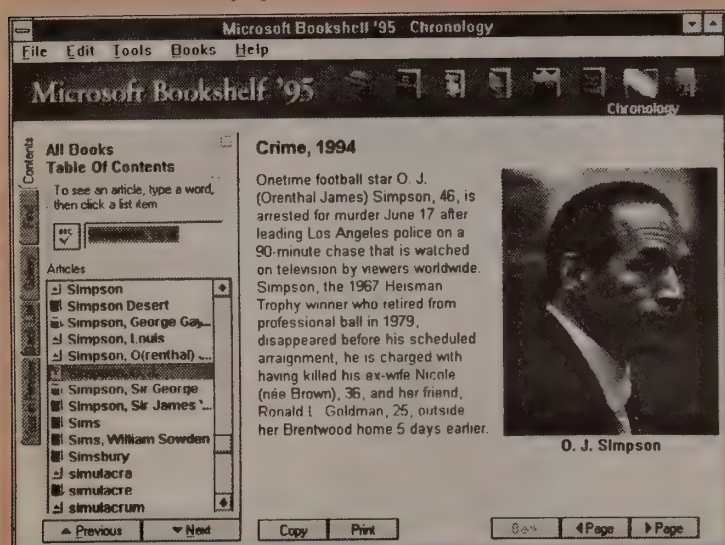 Microsoft Bookshelf '95 - Chronology
File Edit Tools Books Help
Microsoft Bookshelf '95
Chronology
Contents
All Books
Table Of Contents
To see an article, type a word,
then click a list item
Articles
Simpson
Simpson Desert
Simpson, George Gay...
Simpson, Louis
Simpson, O(renthal) ...
Simpson, Sir George
Simpson, Sir James Y...
Sims
Sims, William Sowden
Simsbury
simulacra
simulacre
simulacrum
Previous Next
Crime, 1994
Onetime football star O. J.
(Orenthal James) Simpson, 46, is
arrested for murder June 17 after
leading Los Angeles police on a
90-minute chase that is watched
on television by viewers worldwide.
Simpson, the 1967 Heisman
Trophy winner who retired from
professional ball in 1979,
disappeared before his scheduled
arraignment, he is charged with
having killed his ex-wife Nicole
(née Brown), 36, and her friend,
Ronald L Goldman, 25, outside
her Brentwood home 5 days earlier.
O. J. Simpson
Copy Print Back Page Page